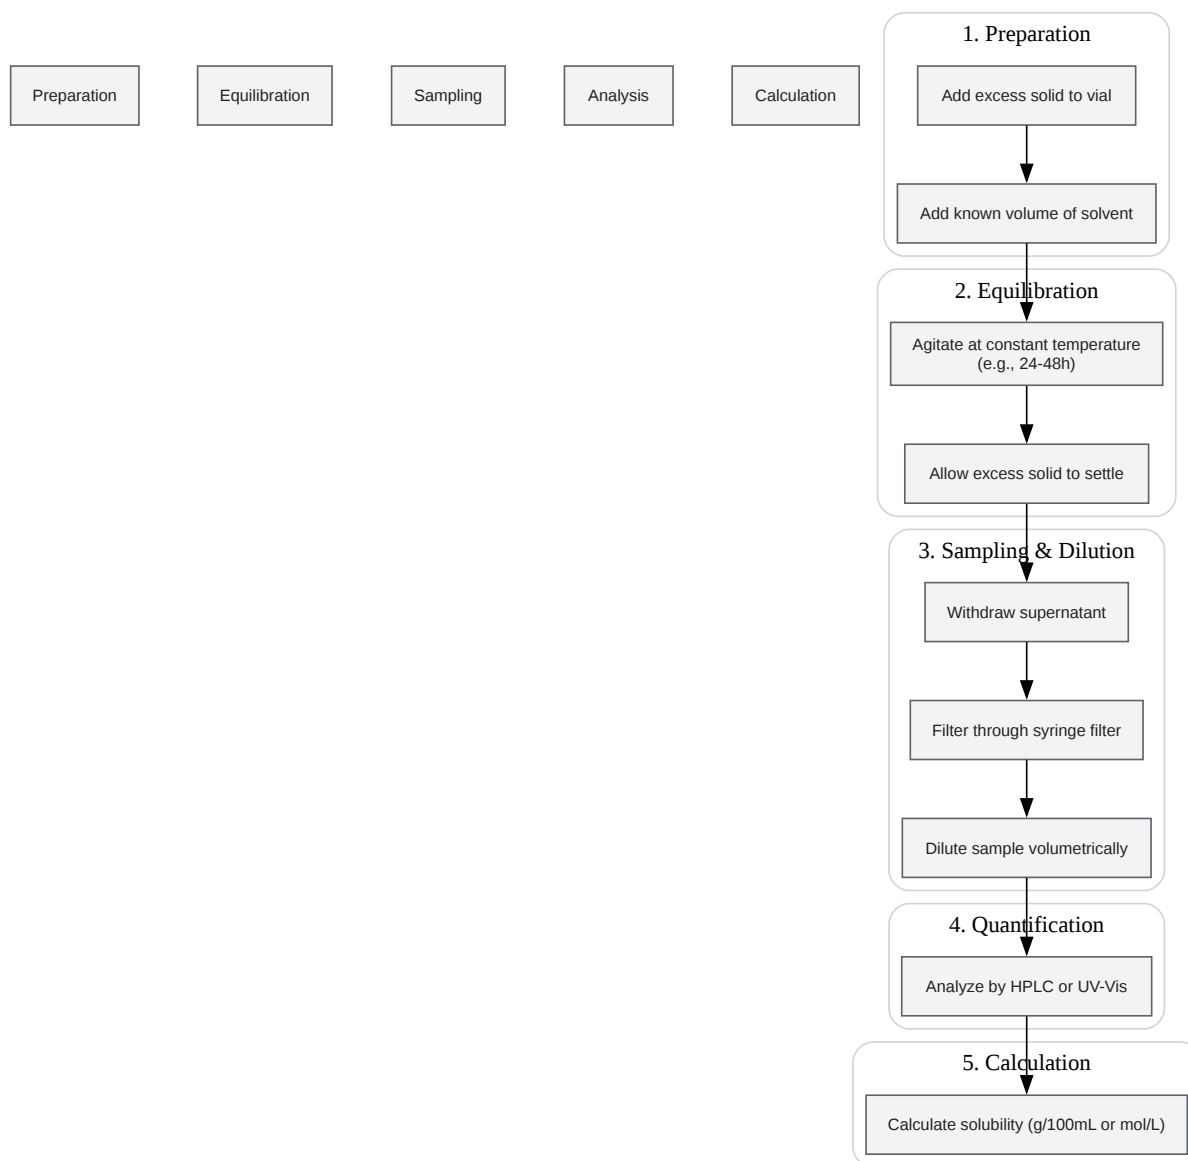 Preparation
Equilibration
Sampling
Analysis
Calculation
1. Preparation
Add excess solid to vial
Add known volume of solvent
2. Equilibration
Agitate at constant temperature
(e.g., 24-48h)
Allow excess solid to settle
3. Sampling & Dilution
Withdraw supernatant
Filter through syringe filter
Dilute sample volumetrically
4. Quantification
Analyze by HPLC or UV-Vis
5. Calculation
Calculate solubility (g/100mL or mol/L)